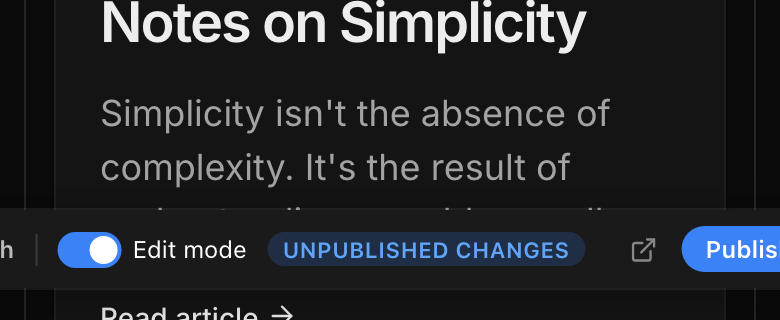 Notes on Simplicity
Simplicity isn't the absence of
complexity. It's the result of
Edit mode UNPUBLISHED CHANGES
Read article →